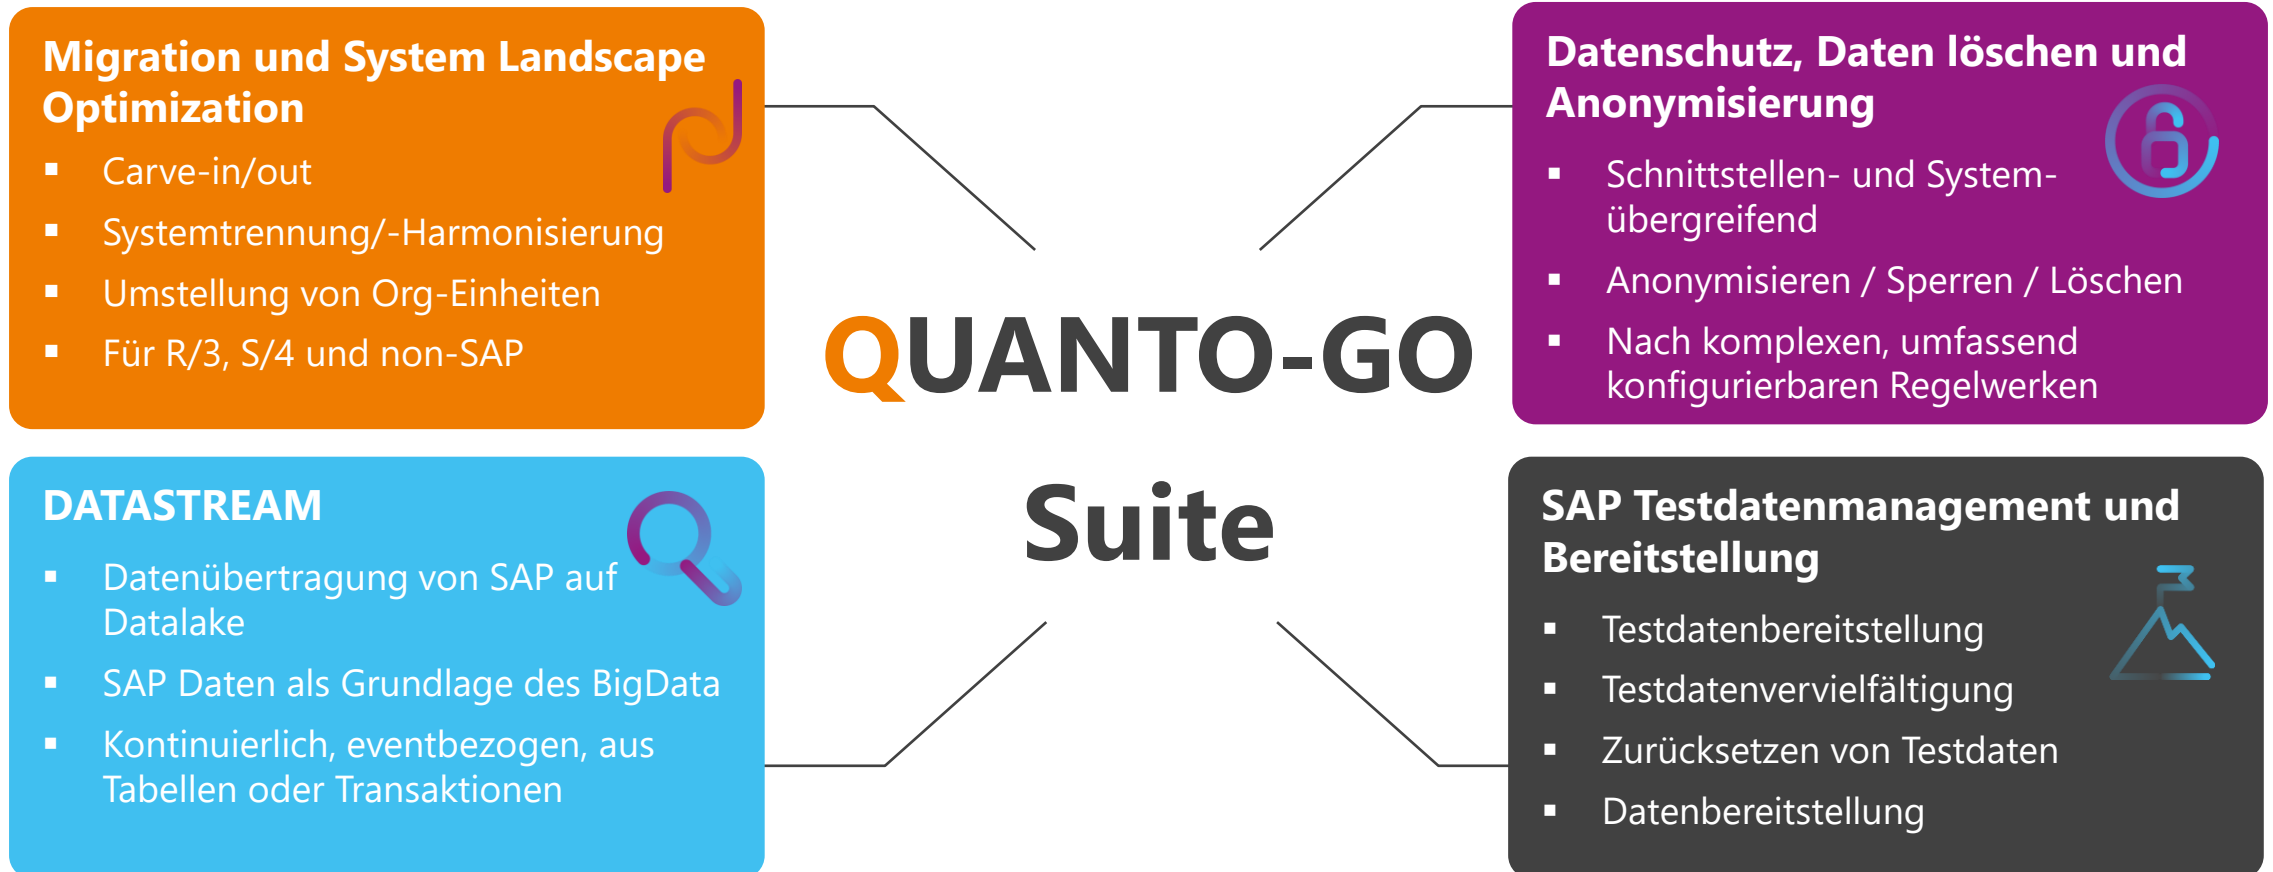 Migration und System Landscape
Optimization
▪ Carve-in/out
▪ Systemtrennung/-Harmonisierung
▪ Umstellung von Org-Einheiten
▪ Für R/3, S/4 und non-SAP
Datenschutz, Daten löschen und
Anonymisierung
▪ Schnittstellen- und System-
übergreifend
▪ Anonymisieren / Sperren / Löschen
▪ Nach komplexen, umfassend
konfigurierbaren Regelwerken
QUANTO-GO
Suite
DATASTREAM
▪ Datenübertragung von SAP auf
Datalake
▪ SAP Daten als Grundlage des BigData
▪ Kontinuierlich, eventbezogen, aus
Tabellen oder Transaktionen
SAP Testdatenmanagement und
Bereitstellung
▪ Testdatenbereitstellung
▪ Testdatenvervielfältigung
▪ Zurücksetzen von Testdaten
▪ Datenbereitstellung